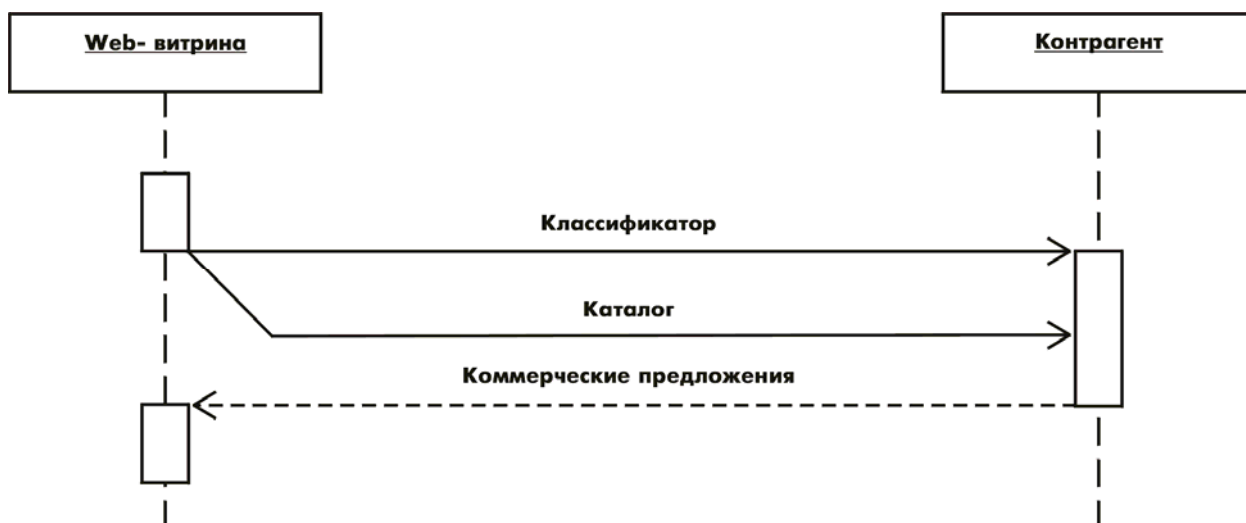 Web- витрина
Контрагент
Классификатор
Каталог
Коммерческие предложения